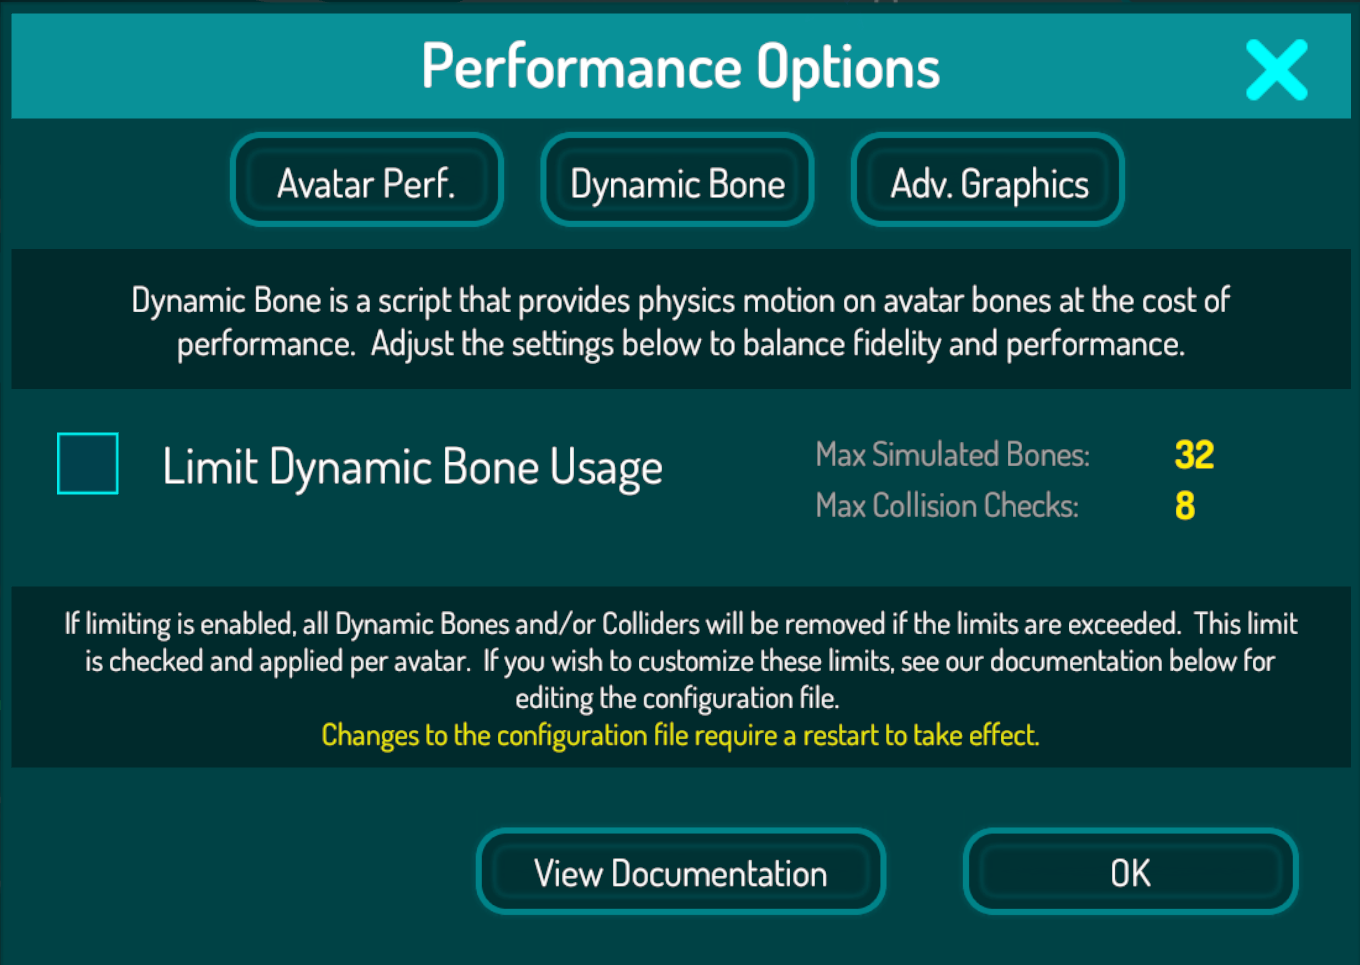 Performance Options
Avatar Perf.
Dynamic Bone
Adv. Graphics
Dynamic Bone is a script that provides physics motion on avatar bones at the cost of
performance.  Adjust the settings below to balance fidelity and performance.
Limit Dynamic Bone Usage
Max Simulated Bones: 32
Max Collision Checks: 8
If limiting is enabled, all Dynamic Bones and/or Colliders will be removed if the limits are exceeded.  This limit
is checked and applied per avatar.  If you wish to customize these limits, see our documentation below for
editing the configuration file.
Changes to the configuration file require a restart to take effect.
View Documentation
OK